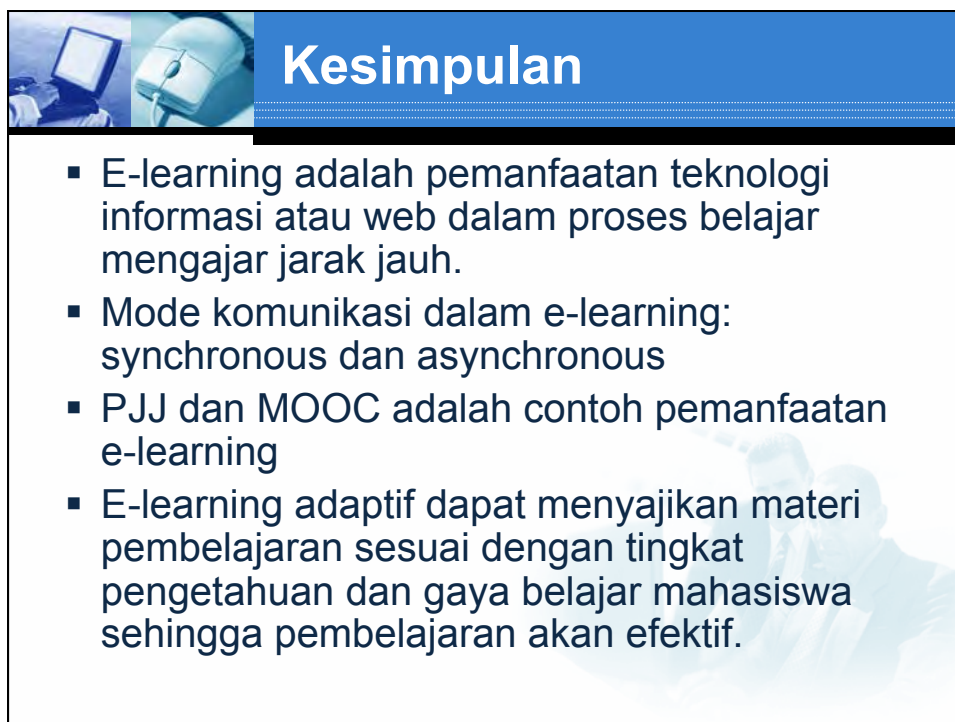 Kesimpulan
▪ E-learning adalah pemanfaatan teknologi
informasi atau web dalam proses belajar
mengajar jarak jauh.
▪ Mode komunikasi dalam e-learning:
synchronous dan asynchronous
▪ PJJ dan MOOC adalah contoh pemanfaatan
e-learning
▪ E-learning adaptif dapat menyajikan materi
pembelajaran sesuai dengan tingkat
pengetahuan dan gaya belajar mahasiswa
sehingga pembelajaran akan efektif.